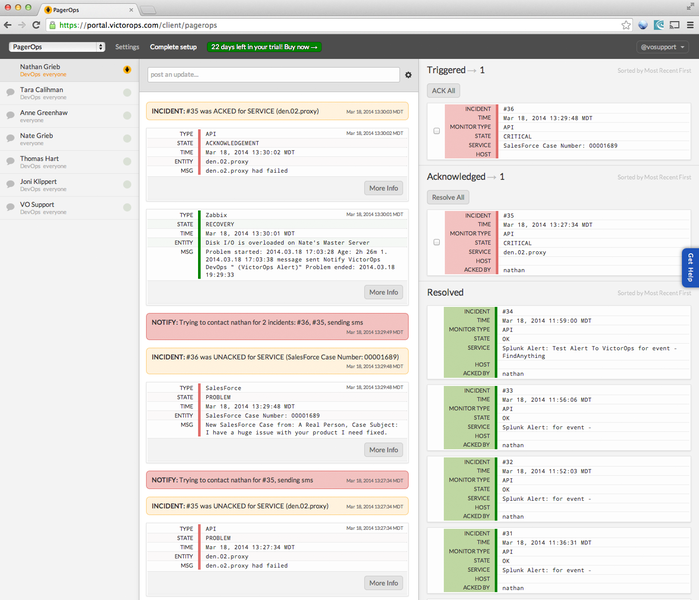 PagerOps
https://portal.victorops.com/client/pagerops
PagerOps
Settings
Complete setup
22 days left in your trial! Buy now →
@vosupport
Nathan Grieb
DevOps everyone
Tara Calihman
DevOps everyone
Anne Greenhaw
everyone
Nate Grieb
everyone
Thomas Hart
DevOps everyone
Joni Klippert
DevOps everyone
VO Support
DevOps everyone
post an update...
INCIDENT: #35 was ACKED for SERVICE (den.02.proxy) Mar 18, 2014 13:30:03 MDT
TYPE API Mar 18, 2014 13:30:02 MDT
STATE ACKNOWLEDGEMENT
TIME Mar 18, 2014 13:30:02 MDT
ENTITY den.o2.proxy
MSG den.o2.proxy had failed
More Info
TYPE Zabbix Mar 18, 2014 13:30:01 MDT
STATE RECOVERY
TIME Mar 18, 2014 13:30:01 MDT
ENTITY Disk I/O is overloaded on Nate's Master Server
MSG Problem started: 2014.03.18 17:03:28 Age: 2h 26m 1.
2014.03.18 17:03:38 message sent Notify VictorOps
DevOps " (VictorOps Alert)" Problem ended: 2014.03.18
19:29:33
More Info
NOTIFY: Trying to contact nathan for 2 incidents: #36, #35, sending sms
Mar 18, 2014 13:29:49 MDT
INCIDENT: #36 was UNACKED for SERVICE (SalesForce Case Number: 00001689)
Mar 18, 2014 13:29:48 MDT
TYPE SalesForce Mar 18, 2014 13:29:48 MDT
STATE PROBLEM
TIME Mar 18, 2014 13:29:48 MDT
ENTITY SalesForce Case Number: 00001689
MSG New SalesForce Case from: A Real Person, Case Subject:
I have a huge issue with your product I need fixed.
More Info
NOTIFY: Trying to contact nathan for #35, sending sms Mar 18, 2014 13:27:34 MDT
INCIDENT: #35 was UNACKED for SERVICE (den.02.proxy) Mar 18, 2014 13:27:34 MDT
TYPE API Mar 18, 2014 13:27:34 MDT
STATE PROBLEM
TIME Mar 18, 2014 13:27:34 MDT
ENTITY den.o2.proxy
MSG den.o2.proxy had failed
More Info
Triggered → 1 Sorted by Most Recent First
ACK All
INCIDENT #36
TIME Mar 18, 2014 13:29:48 MDT
MONITOR TYPE API
STATE CRITICAL
SERVICE SalesForce Case Number: 00001689
HOST
Acknowledged → 1 Sorted by Most Recent First
Resolve All
INCIDENT #35
TIME Mar 18, 2014 13:27:34 MDT
MONITOR TYPE API
STATE CRITICAL
SERVICE den.02.proxy
HOST
ACKED BY nathan
Get Help
Resolved Sorted by Most Recent First
INCIDENT #34
TIME Mar 18, 2014 11:59:00 MDT
MONITOR TYPE API
STATE OK
SERVICE Splunk Alert: Test Alert To VictorOps for event -
FindAnything
HOST
ACKED BY nathan
INCIDENT #33
TIME Mar 18, 2014 11:56:06 MDT
MONITOR TYPE API
STATE OK
SERVICE Splunk Alert: for event -
HOST
ACKED BY nathan
INCIDENT #32
TIME Mar 18, 2014 11:52:03 MDT
MONITOR TYPE API
STATE OK
SERVICE Splunk Alert: for event -
HOST
ACKED BY nathan
INCIDENT #31
TIME Mar 18, 2014 11:36:31 MDT
MONITOR TYPE API
STATE OK
SERVICE Splunk Alert: for event -
HOST
ACKED BY nathan